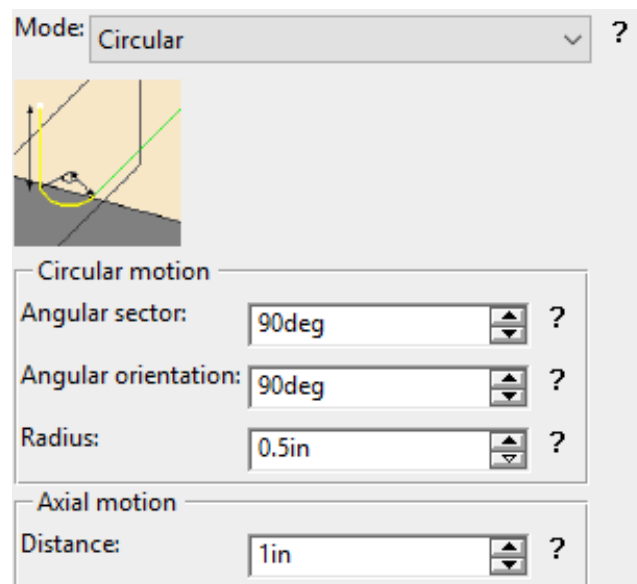 Mode: Circular ?
Circular motion
Angular sector: 90deg ?
Angular orientation: 90deg ?
Radius: 0.5in ?
Axial motion
Distance: 1in ?